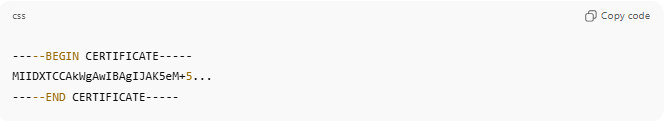 css
Copy code
-----BEGIN CERTIFICATE-----
MIIDXTCCAkWgAwIBAgIJAK5eM+5...
-----END CERTIFICATE-----